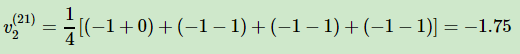 $v_2^{(21)} = \frac{1}{4}[(-1+0)+(-1-1)+(-1-1)+(-1-1)] = -1.75$